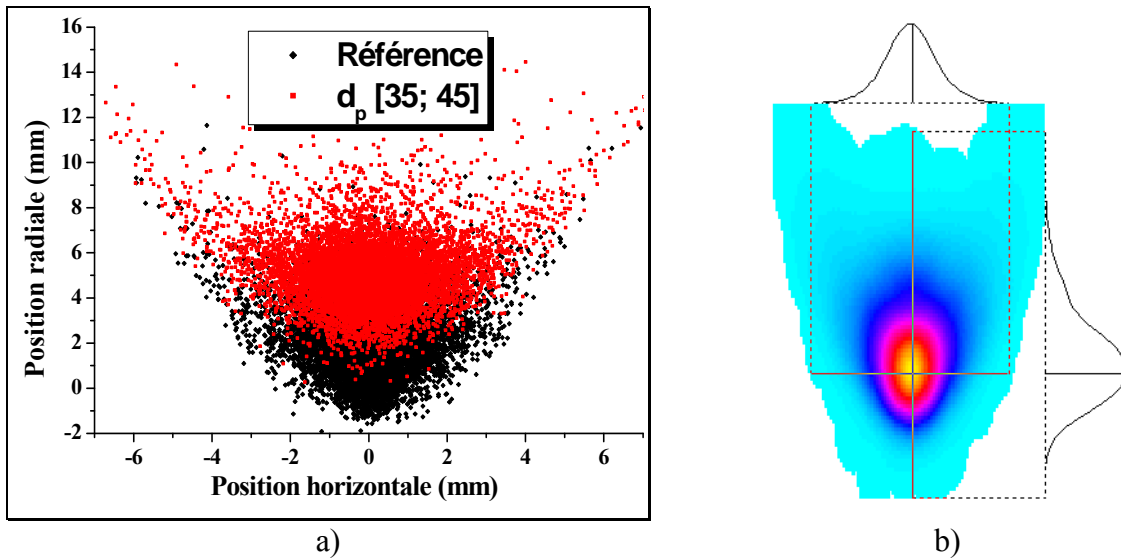 Référence
d_p [35; 45]
16
14
12
10
8
6
4
2
0
-2
Position radiale (mm)
-6 -4 -2 0 2 4 6
Position horizontale (mm)
a) b)